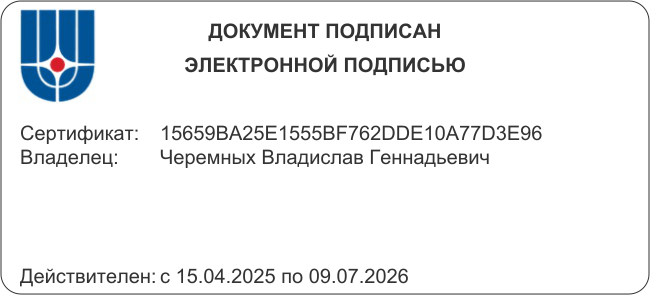 ДОКУМЕНТ ПОДПИСАН
ЭЛЕКТРОННОЙ ПОДПИСЬЮ
Сертификат: 15659BA25E1555BF762DDE10A77D3E96
Владелец: Черемных Владислав Геннадьевич
Действителен: с 15.04.2025 по 09.07.2026